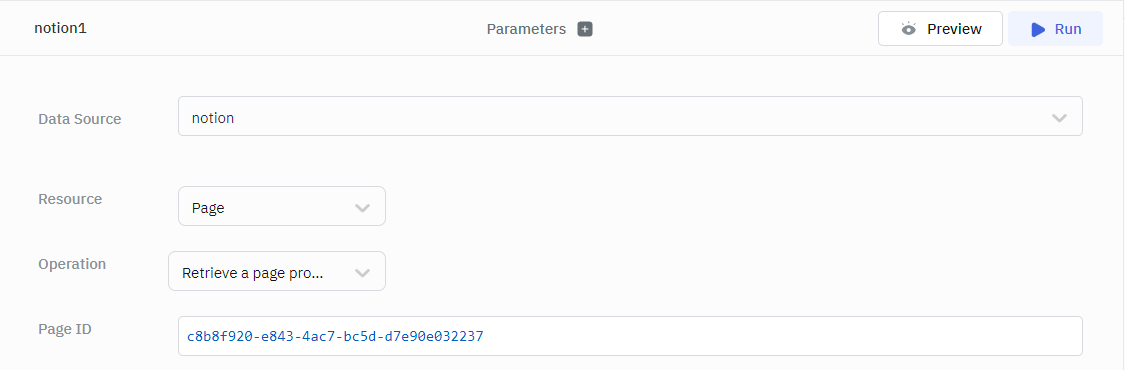 notion1 Parameters Preview Run
Data Source notion
Resource Page
Operation Retrieve a page pro...
Page ID c8b8f920-e843-4ac7-bc5d-d7e90e032237